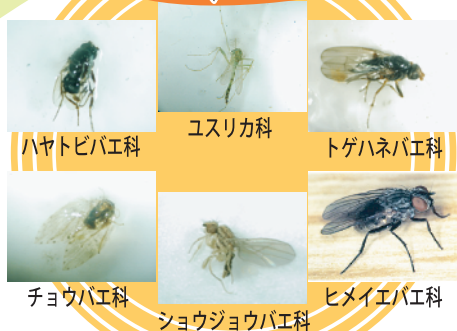 ハヤトビバエ科
ユスリカ科
トゲハネバエ科
チョウバエ科
ショウジョウバエ科
ヒメイエバエ科